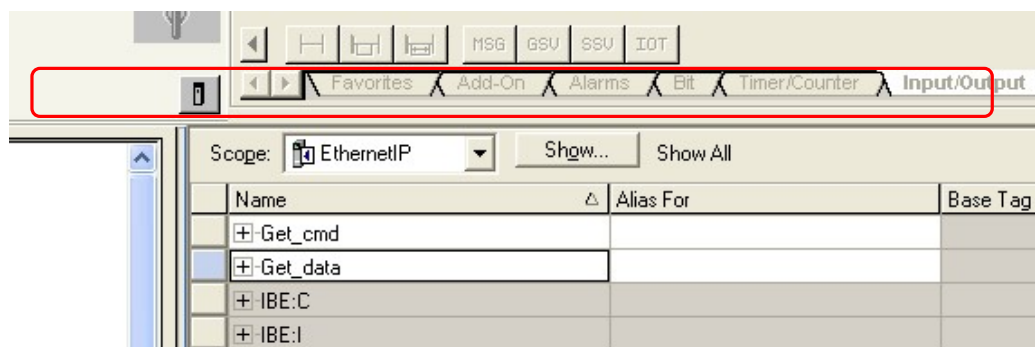 MSG GSV SSV IOT
Favorites Add-On Alarms Bit Timer/Counter Input/Output
Scope: EthernetIP Show... Show All
Name Alias For Base Tag
Get_cmd
Get_data
IBE:C
IBE:I